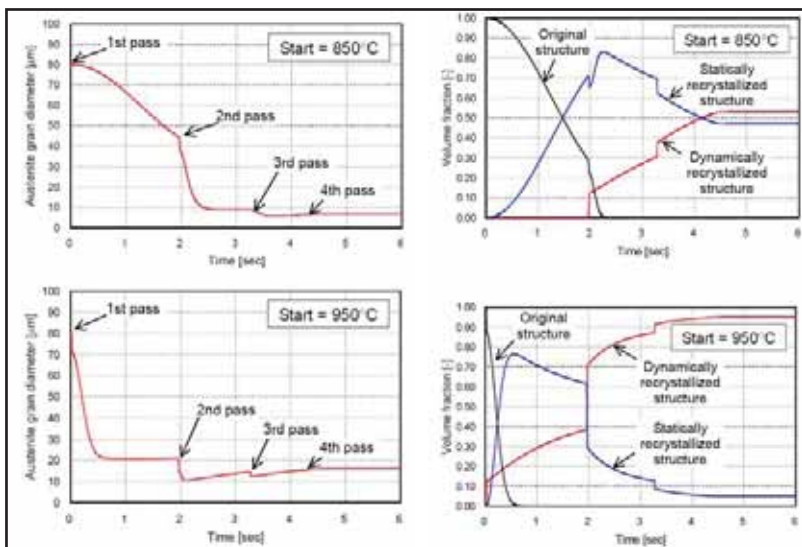 Start = 850°C
1st pass
2nd pass
3rd pass
4th pass
Austenite grain diameter [µm]
90
80
70
60
50
40
30
20
10
0
0 1 2 3 4 5 6
Time [sec]
Start = 850°C
Original
structure
Statically
recrystallized
structure
Dynamically
recrystallized
structure
Volume fraction [-]
1.00
0.90
0.80
0.70
0.60
0.50
0.40
0.30
0.20
0.10
0.00
0 1 2 3 4 5 6
Time [sec]
Start = 950°C
1st pass
2nd pass
3rd pass
4th pass
Austenite grain diameter [µm]
90
80
70
60
50
40
30
20
10
0
0 1 2 3 4 5 6
Time [sec]
Original
structure
Start = 950°C
Dynamically
recrystallized
structure
Statically
recrystallized
structure
Volume fraction [-]
1.00
0.90
0.80
0.70
0.60
0.50
0.40
0.30
0.20
0.10
0.00
0 1 2 3 4 5 6
Time [sec]